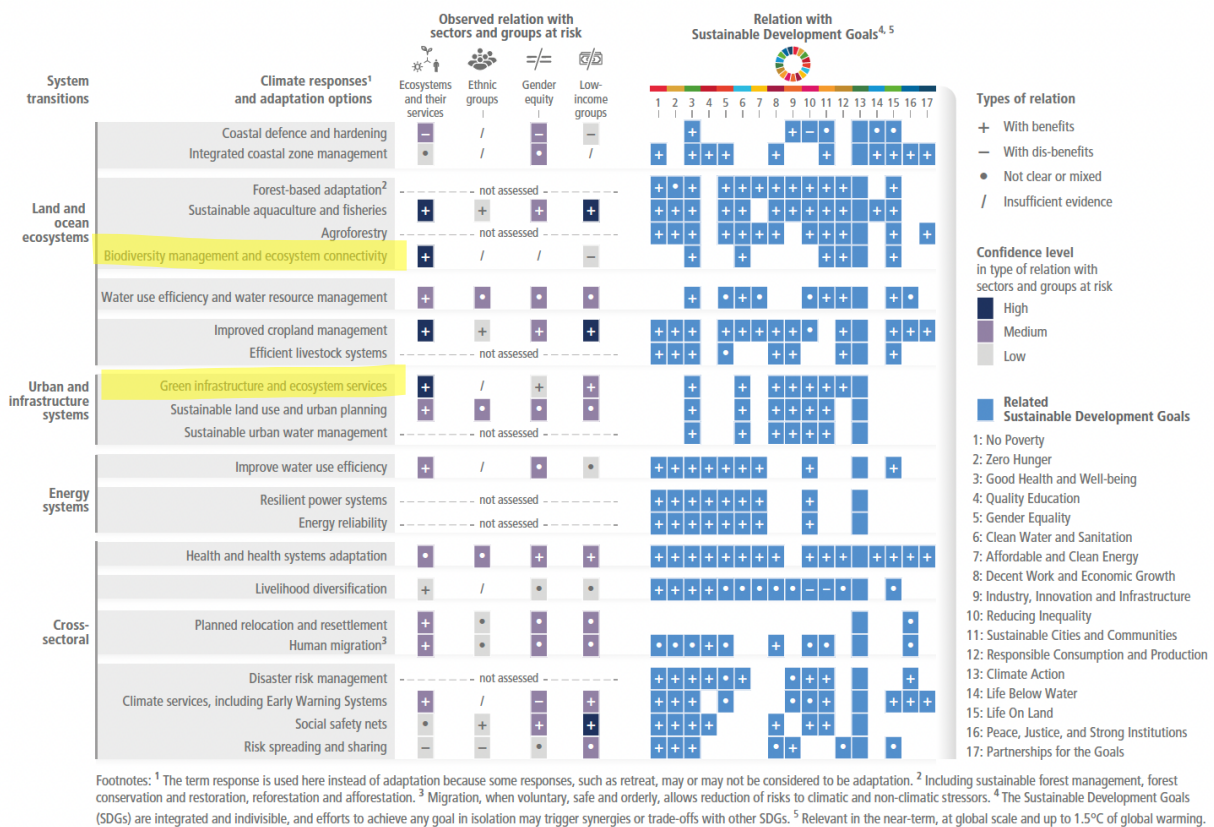 Observed relation with
sectors and groups at risk
Relation with
Sustainable Development Goals4, 5
System
transitions
Climate responses1
and adaptation options
Ecosystems
and their
services
Ethnic
groups
Gender
equity
Low-
income
groups
1 2 3 4 5 6 7 8 9 10 11 12 13 14 15 16 17
Land and
ocean
ecosystems
Coastal defence and hardening − / − − + + − • • •
Integrated coastal zone management • / • / + + + + + + + + + +
Forest-based adaptation2 not assessed + • + + + + + + + + + +
Sustainable aquaculture and fisheries + + + + + + + + + + + + + + + +
Agroforestry not assessed + + + + + + + + + + + +
Biodiversity management and ecosystem connectivity + / / − + + + + +
Water use efficiency and water resource management + • • • + • + • • + + + •
Improved cropland management + + + + + + + + + + + + • + + + +
Efficient livestock systems not assessed + + + • + + + +
Urban and
infrastructure
systems
Green infrastructure and ecosystem services + / + + + + + + + + +
Sustainable land use and urban planning + • • • + + + + + +
Sustainable urban water management not assessed + + + + + +
Energy
systems
Improve water use efficiency + / • • + + + + + + + + +
Resilient power systems not assessed + + + + + + + +
Energy reliability not assessed + + + + + + + +
Cross-
sectoral
Health and health systems adaptation • • + + + + + + + + + + + + + + + + +
Livelihood diversification + / • • + + + + • • • • • − − • •
Planned relocation and resettlement + • • • •
Human migration3 + • • • • • • + • + • • •
Disaster risk management not assessed + + + + • + • + + +
Climate services, including Early Warning Systems + / − + + + + • • • + + + +
Social safety nets • + + + + + + + + + +
Risk spreading and sharing − − • • + + + • + • •
Types of relation
+ With benefits
− With dis-benefits
• Not clear or mixed
/ Insufficient evidence
Confidence level
in type of relation with
sectors and groups at risk
High
Medium
Low
Related
Sustainable Development Goals
1: No Poverty
2: Zero Hunger
3: Good Health and Well-being
4: Quality Education
5: Gender Equality
6: Clean Water and Sanitation
7: Affordable and Clean Energy
8: Decent Work and Economic Growth
9: Industry, Innovation and Infrastructure
10: Reducing Inequality
11: Sustainable Cities and Communities
12: Responsible Consumption and Production
13: Climate Action
14: Life Below Water
15: Life On Land
16: Peace, Justice, and Strong Institutions
17: Partnerships for the Goals
Footnotes: 1 The term response is used here instead of adaptation because some responses, such as retreat, may or may not be considered to be adaptation. 2 Including sustainable forest management, forest
conservation and restoration, reforestation and afforestation. 3 Migration, when voluntary, safe and orderly, allows reduction of risks to climatic and non-climatic stressors. 4 The Sustainable Development Goals
(SDGs) are integrated and indivisible, and efforts to achieve any goal in isolation may trigger synergies or trade-offs with other SDGs. 5 Relevant in the near-term, at global scale and up to 1.5°C of global warming.